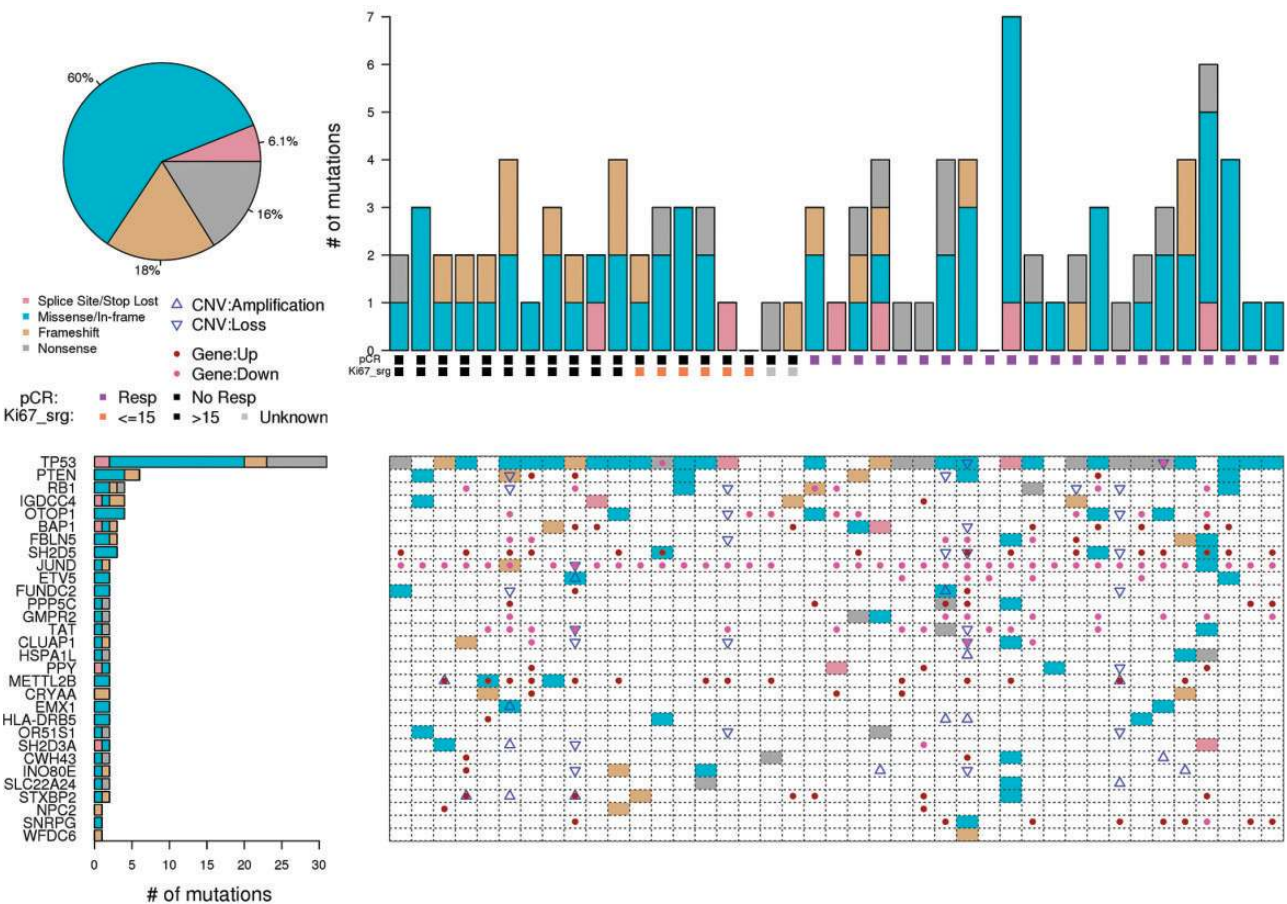 60%
6.1%
16%
18%
Splice Site/Stop Lost
Missense/In-frame
Frameshift
Nonsense
CNV:Amplification
CNV:Loss
Gene:Up
Gene:Down
pCR: Resp No Resp
Ki67_srg: <=15 >15 Unknown
# of mutations
7
6
5
4
3
2
1
0
pCR
Ki67_srg
TP53
PTEN
RB1
IGDCC4
OTOP1
BAP1
FBLN5
SH2D5
JUND
ETV5
FUNDC2
PPP5C
GMPR2
TAT
CLUAP1
HSPA1L
PPY
METTL2B
CRYAA
EMX1
HLA-DRB5
OR51S1
SH2D3A
CWH43
INO80E
SLC22A24
STXBP2
NPC2
SNRPG
WFDC6
0 5 10 15 20 25 30
# of mutations